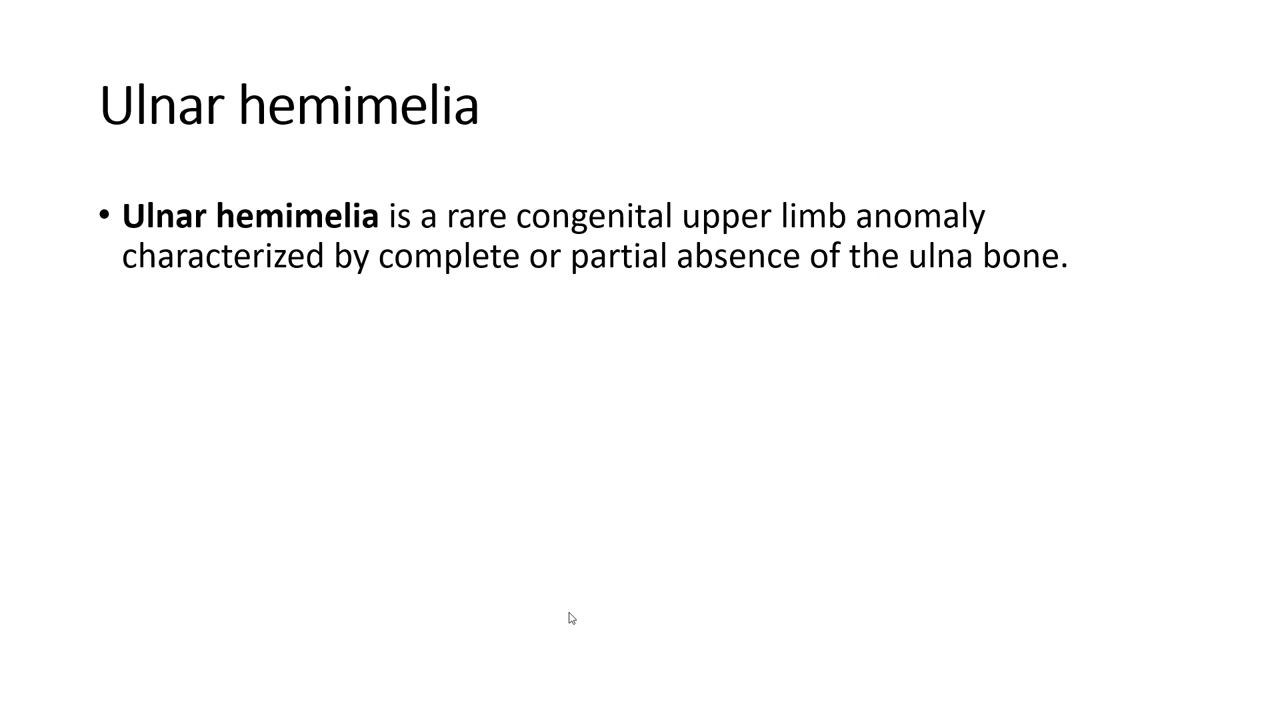 Ulnar hemimelia
• Ulnar hemimelia is a rare congenital upper limb anomaly
characterized by complete or partial absence of the ulna bone.